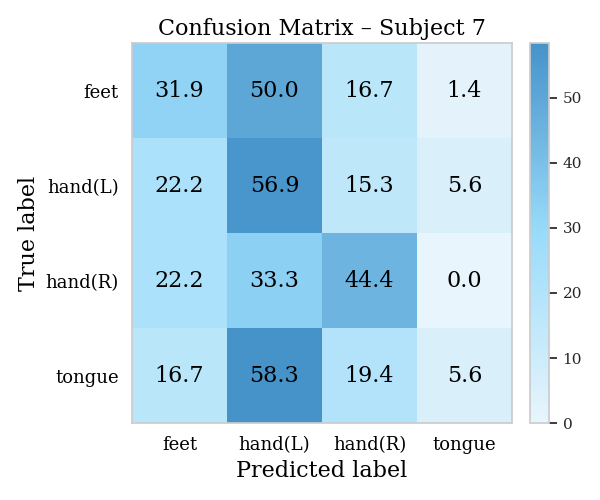 Confusion Matrix – Subject 7
feet 31.9 50.0 16.7 1.4
hand(L) 22.2 56.9 15.3 5.6
hand(R) 22.2 33.3 44.4 0.0
tongue 16.7 58.3 19.4 5.6
feet hand(L) hand(R) tongue
Predicted label
True label
50
40
30
20
10
0